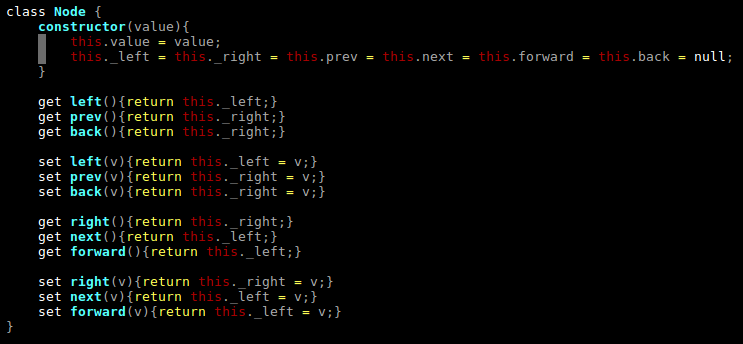 class Node {
    constructor(value){
        this.value = value;
        this._left = this._right = this.prev = this.next = this.forward = this.back = null;
    }

    get left(){return this._left;}
    get prev(){return this._right;}
    get back(){return this._right;}

    set left(v){return this._left = v;}
    set prev(v){return this._right = v;}
    set back(v){return this._right = v;}

    get right(){return this._right;}
    get next(){return this._left;}
    get forward(){return this._left;}

    set right(v){return this._right = v;}
    set next(v){return this._left = v;}
    set forward(v){return this._left = v;}
}